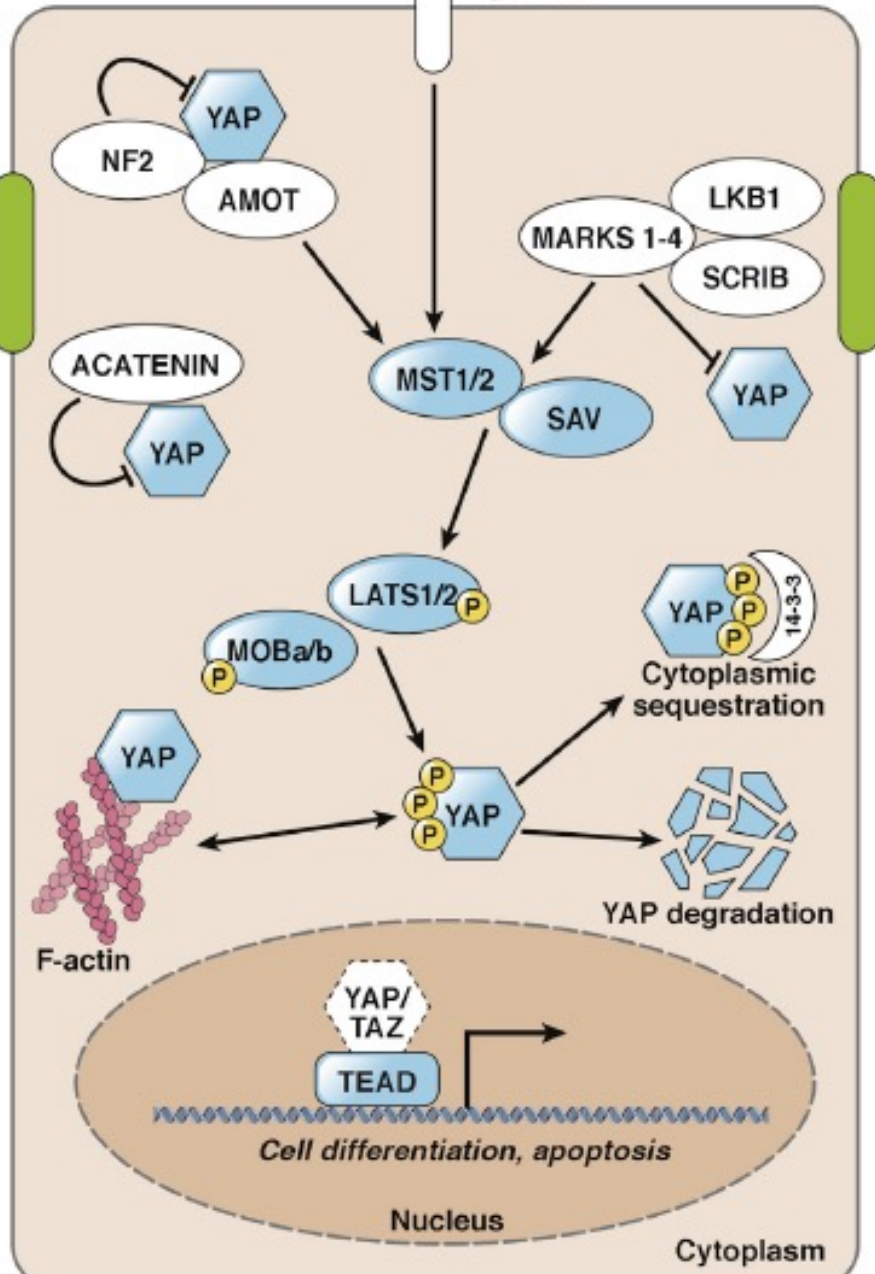 YAP
NF2
AMOT
LKB1
MARKS 1-4
SCRIB
ACATENIN
YAP
MST1/2
SAV
YAP
LATS1/2
P
MOBa/b
P
YAP
P
P
P
14-3-3
Cytoplasmic
sequestration
YAP
P
P
P
YAP
YAP degradation
F-actin
YAP/
TAZ
TEAD
Cell differentiation, apoptosis
Nucleus
Cytoplasm